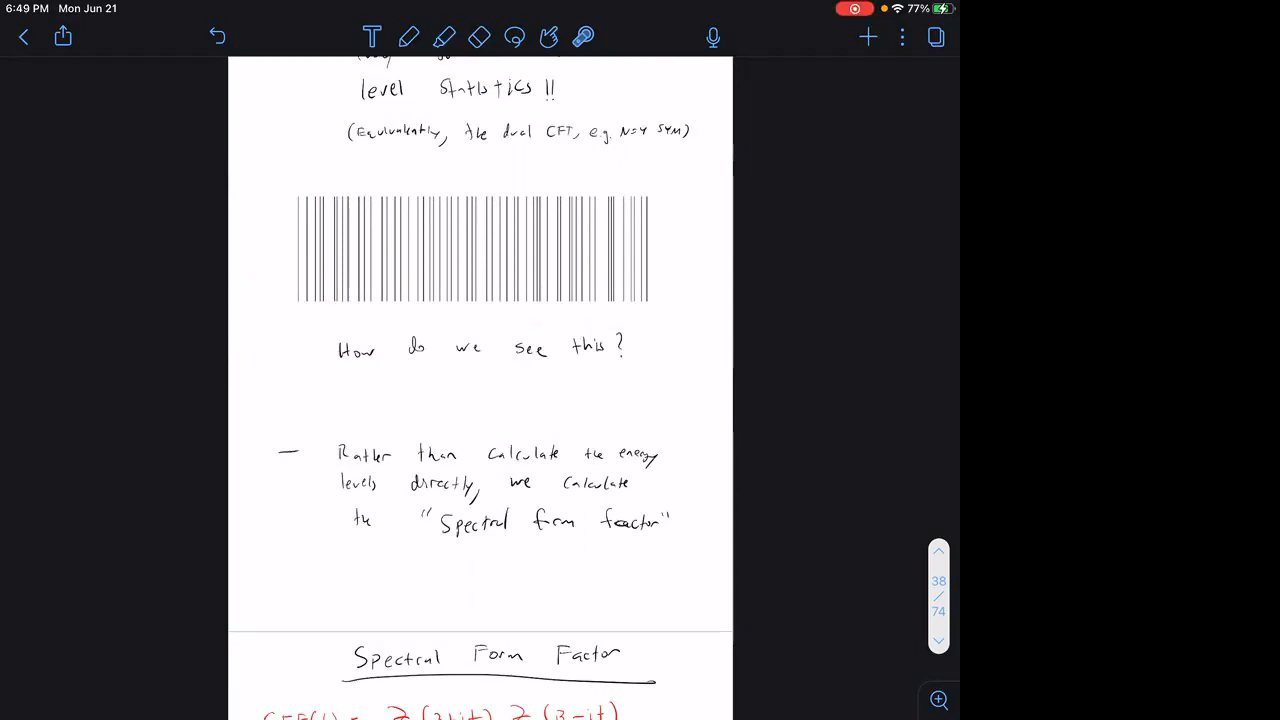 6:49 PM Mon Jun 21
77%
level Statistics !!
(Equivalently, the dual CFT, e.g. N=4 SYM)
How do we see this?
— Rather than calculate the energy
levels directly, we calculate
the "Spectral form factor"
38
/
74
Spectral Form Factor